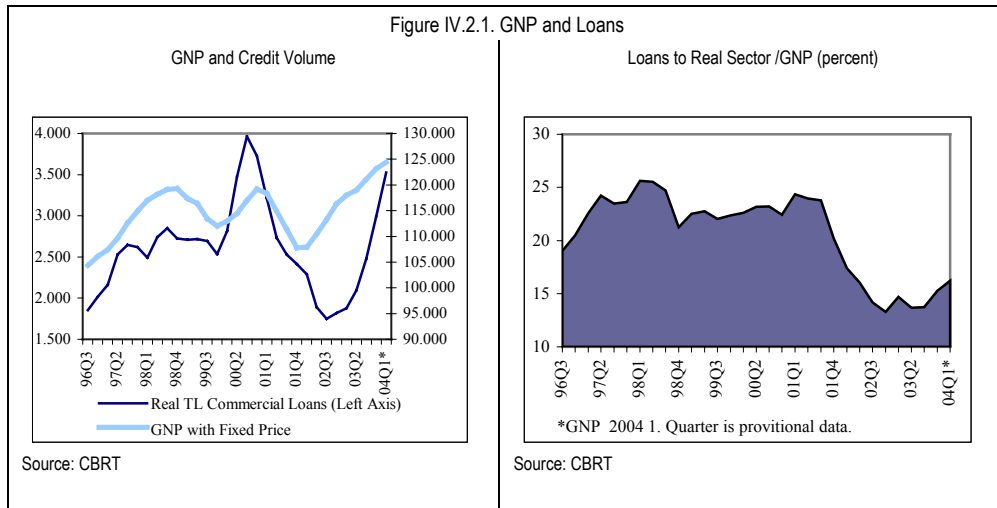 Figure IV.2.1. GNP and Loans
GNP and Credit Volume
4.000
3.500
3.000
2.500
2.000
1.500
130.000
125.000
120.000
115.000
110.000
105.000
100.000
95.000
90.000
96Q3
97Q2
98Q1
98Q4
99Q3
00Q2
01Q1
01Q4
02Q3
03Q2
04Q1*
Real TL Commercial Loans (Left Axis)
GNP with Fixed Price
Source: CBRT
Loans to Real Sector /GNP (percent)
30
25
20
15
10
96Q3
97Q2
98Q1
98Q4
99Q3
00Q2
01Q1
01Q4
02Q3
03Q2
04Q1*
*GNP 2004 1. Quarter is provitional data.
Source: CBRT